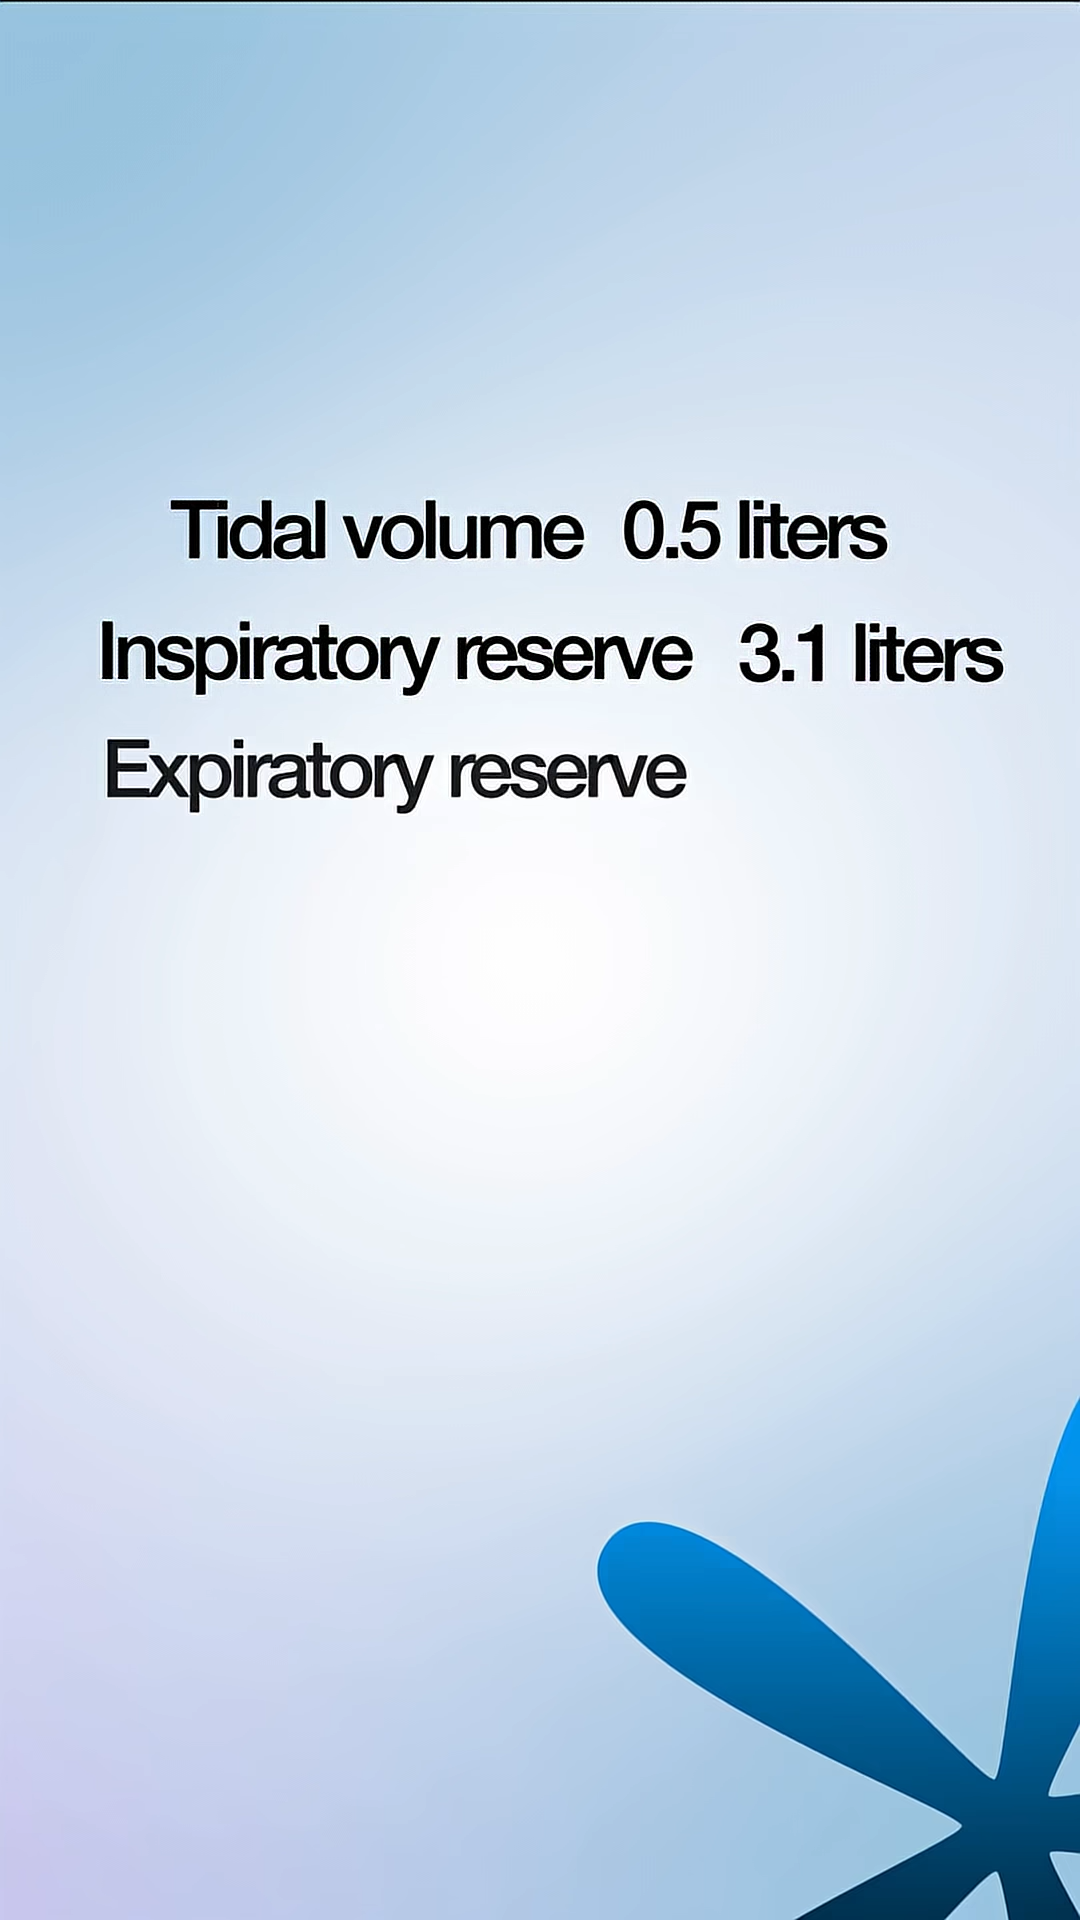 Tidal volume 0.5 liters
Inspiratory reserve 3.1 liters
Expiratory reserve